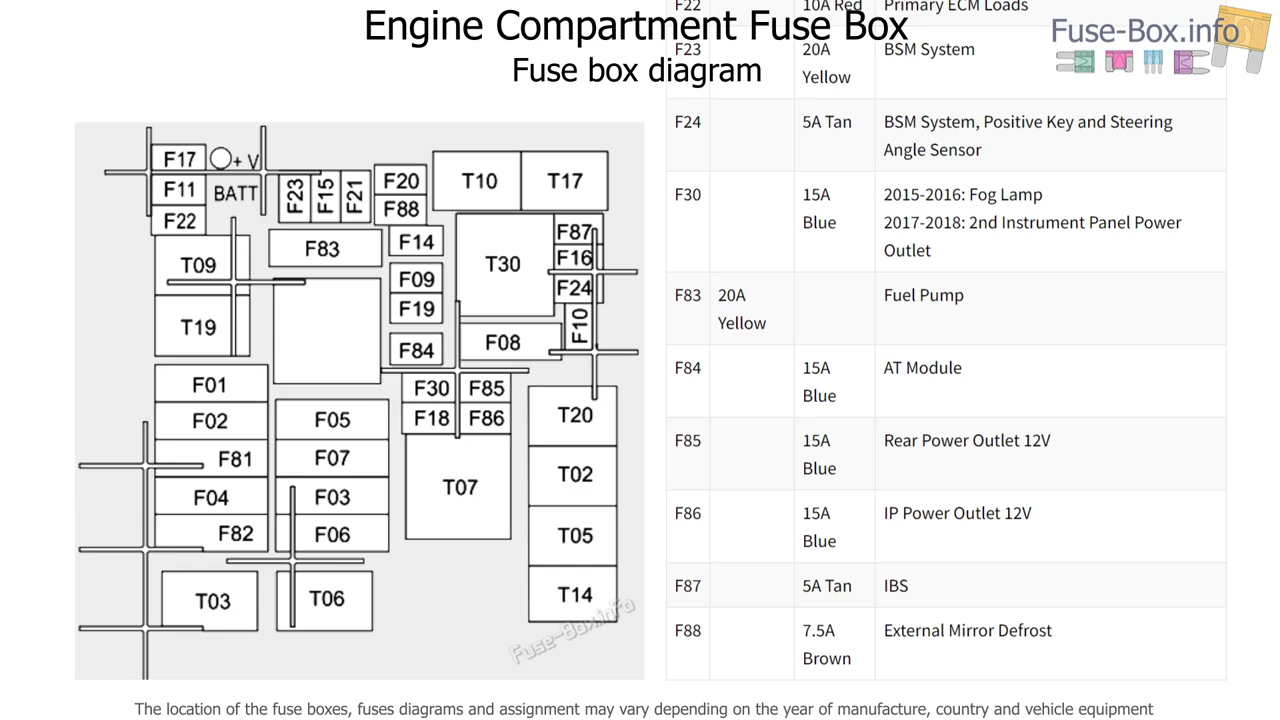 Engine Compartment Fuse Box
Fuse box diagram
Fuse-Box.info
F17
+ V
F11
BATT
F22
F23
F15
F21
F20
F88
T10
T17
T09
F83
F14
T30
F87
F16
F24
F09
F19
F10
T19
F84
F08
F01
F30
F85
F02
F05
F18
F86
T20
F81
F07
T07
T02
F04
F03
F82
F06
T05
T03
T06
T14
Fuse-Box.info
F22 10A Red Primary ECM Loads
F23 20A BSM System
Yellow
F24 5A Tan BSM System, Positive Key and Steering
Angle Sensor
F30 15A 2015-2016: Fog Lamp
Blue 2017-2018: 2nd Instrument Panel Power
Outlet
F83 20A Fuel Pump
Yellow
F84 15A AT Module
Blue
F85 15A Rear Power Outlet 12V
Blue
F86 15A IP Power Outlet 12V
Blue
F87 5A Tan IBS
F88 7.5A External Mirror Defrost
Brown
The location of the fuse boxes, fuses diagrams and assignment may vary depending on the year of manufacture, country and vehicle equipment